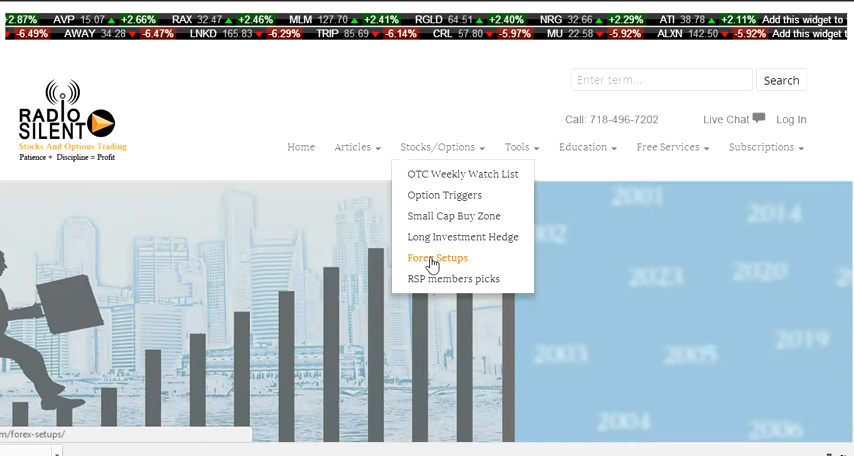 2.87% AVP 15.07 +2.66% RAX 32.47 +2.46% MLM 127.70 +2.41% RGLD 64.51 +2.40% NRG 32.66 +2.29% ATI 38.78 +2.11% Add this widget to
-6.49% AWAY 34.28 -6.47% LNKD 165.83 -6.29% TRIP 85.69 -6.14% CRL 57.80 -5.97% MU 22.58 -5.92% ALXN 142.50 -5.92% Add this widget t
Enter term...
Search
RADIO
SILENT
Stocks And Options Trading
Patience + Discipline = Profit
Call: 718-496-7202 Live Chat Log In
Home Articles Stocks/Options Tools Education Free Services Subscriptions
OTC Weekly Watch List
Option Triggers
Small Cap Buy Zone
Long Investment Hedge
Forex Setups
RSP members picks
2001
2014
02
2023
2020
2019
2003
2005
2004
2006
m/forex-setups/